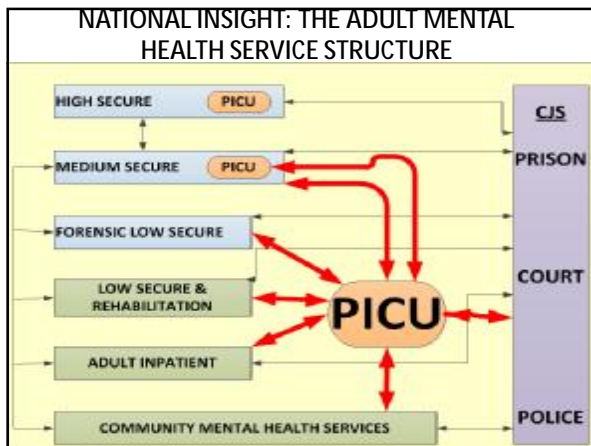 NATIONAL INSIGHT: THE ADULT MENTAL
HEALTH SERVICE STRUCTURE
HIGH SECURE
PICU
CJS
MEDIUM SECURE
PICU
PRISON
FORENSIC LOW SECURE
LOW SECURE &
REHABILITATION
COURT
PICU
ADULT INPATIENT
COMMUNITY MENTAL HEALTH SERVICES
POLICE